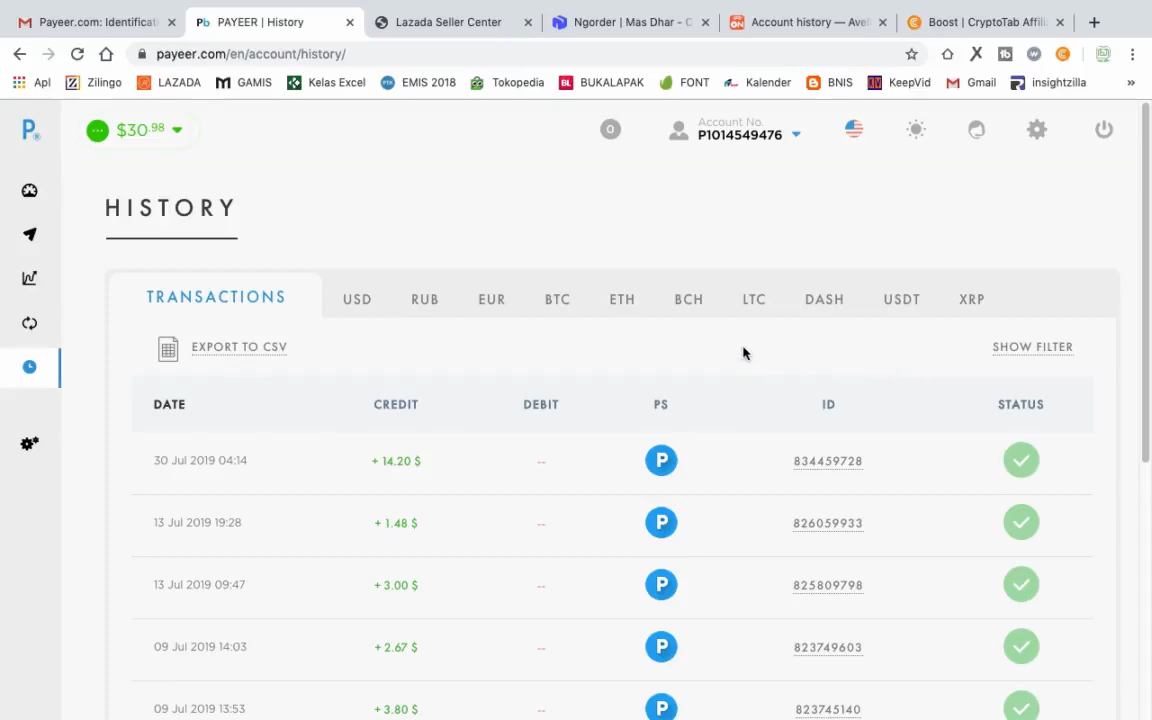 Payeer.com: Identificati
PAYEER | History
Lazada Seller Center
Ngorder | Mas Dhar - C
Account history — Ave
Boost | CryptoTab Affili
payeer.com/en/account/history/
Apl
Zilingo
LAZADA
GAMIS
Kelas Excel
EMIS 2018
Tokopedia
BUKALAPAK
FONT
Kalender
BNIS
KeepVid
Gmail
insightzilla
»
$30.98
0
Account No.
P1014549476
HISTORY
TRANSACTIONS USD RUB EUR BTC ETH BCH LTC DASH USDT XRP
EXPORT TO CSV SHOW FILTER
DATE CREDIT DEBIT PS ID STATUS
30 Jul 2019 04:14 + 14.20 $ -- P 834459728
13 Jul 2019 19:28 + 1.48 $ -- P 826059933
13 Jul 2019 09:47 + 3.00 $ -- P 825809798
09 Jul 2019 14:03 + 2.67 $ -- P 823749603
09 Jul 2019 13:53 + 3.80 $ -- P 823745140